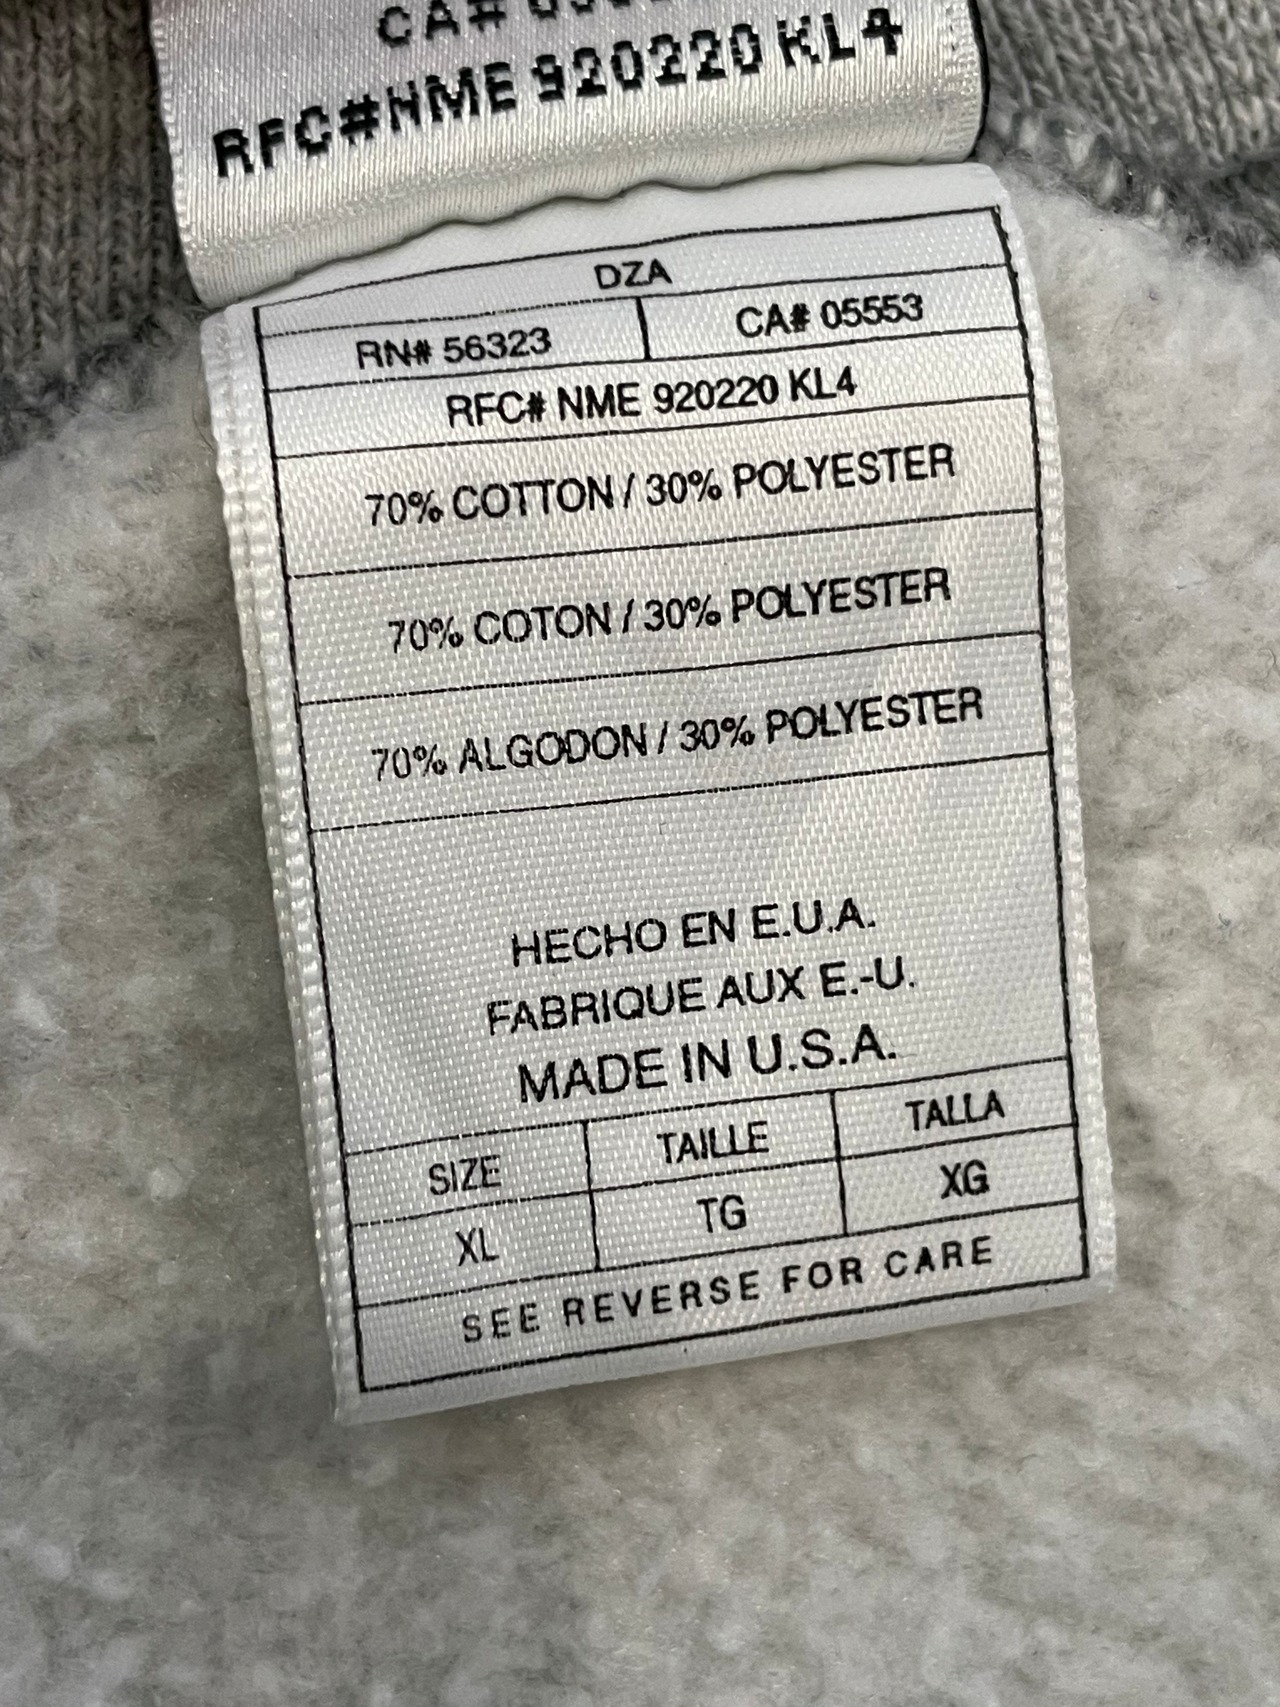 CA#
RFC#NME 920220 KL4
DZA
RN# 56323 CA# 05553
RFC# NME 920220 KL4
70% COTTON / 30% POLYESTER
70% COTON / 30% POLYESTER
70% ALGODON / 30% POLYESTER
HECHO EN E.U.A.
FABRIQUE AUX E.-U.
MADE IN U.S.A.
SIZE TAILLE TALLA
XL TG XG
SEE REVERSE FOR CARE